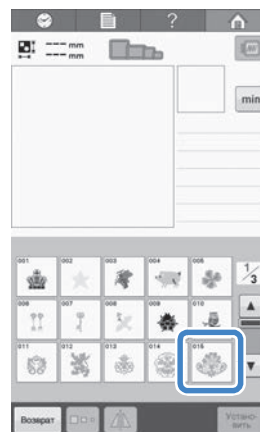 ?
--- mm
--- mm
min
001 002 003 004 005
1/3
006 007 008 009 010
011 012 013 014 015
Возврат
Устано-
вить